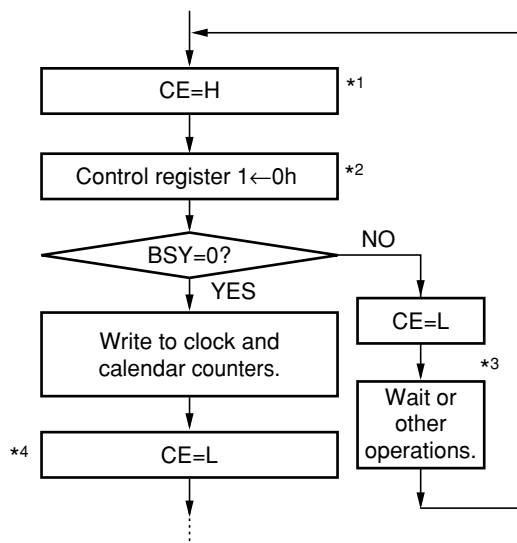 CE=H
*1
Control register 1←0h
*2
BSY=0?
NO
YES
CE=L
Write to clock and
calendar counters.
*3
Wait or
other
operations.
*4
CE=L